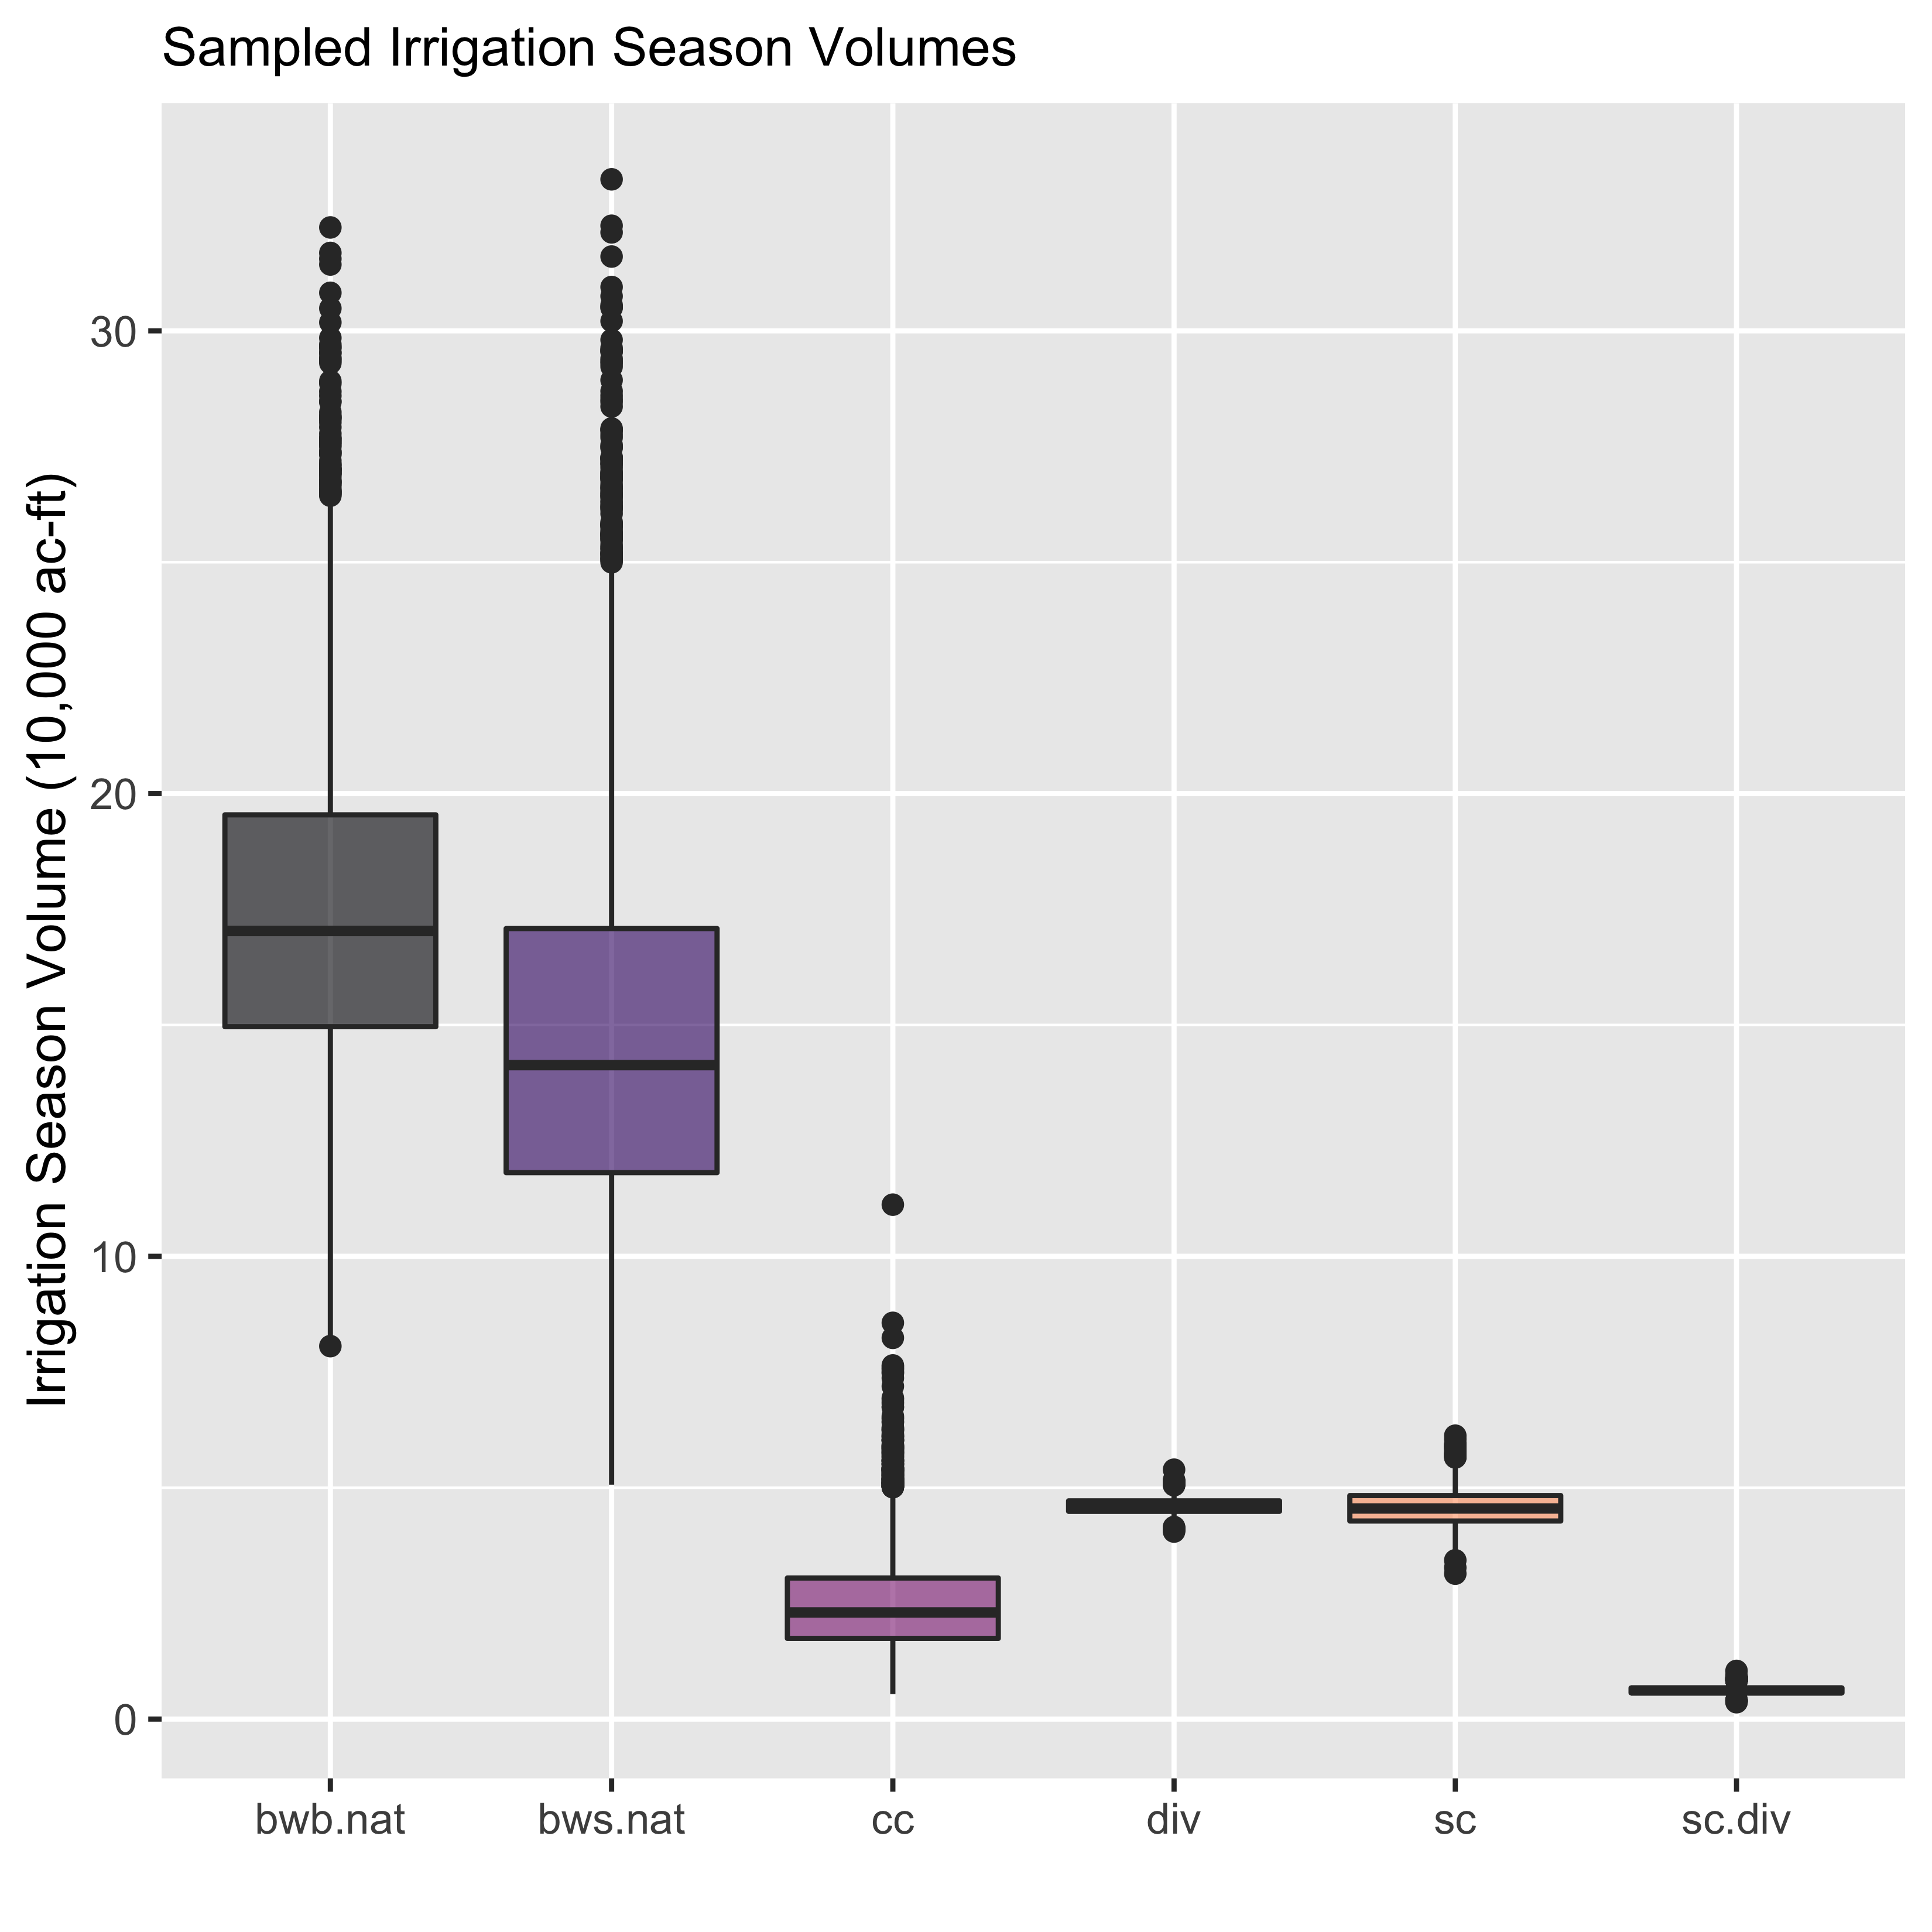 Sampled Irrigation Season Volumes
Irrigation Season Volume (10,000 ac-ft)
30
20
10
0
bwb.nat
bws.nat
cc
div
sc
sc.div